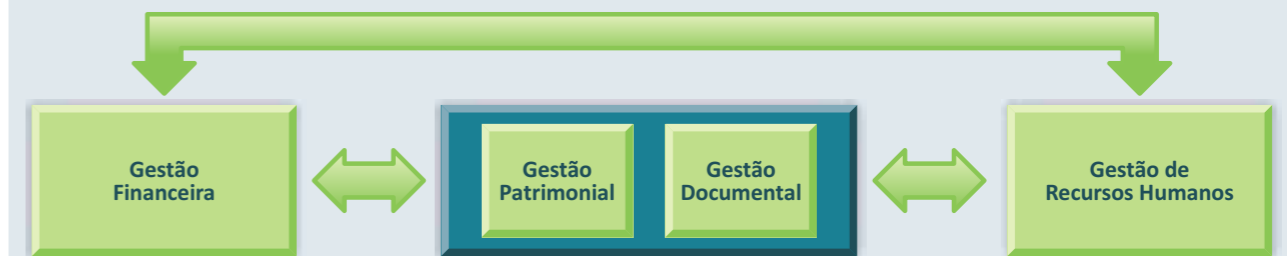 Gestão
Financeira
Gestão
Patrimonial
Gestão
Documental
Gestão de
Recursos Humanos